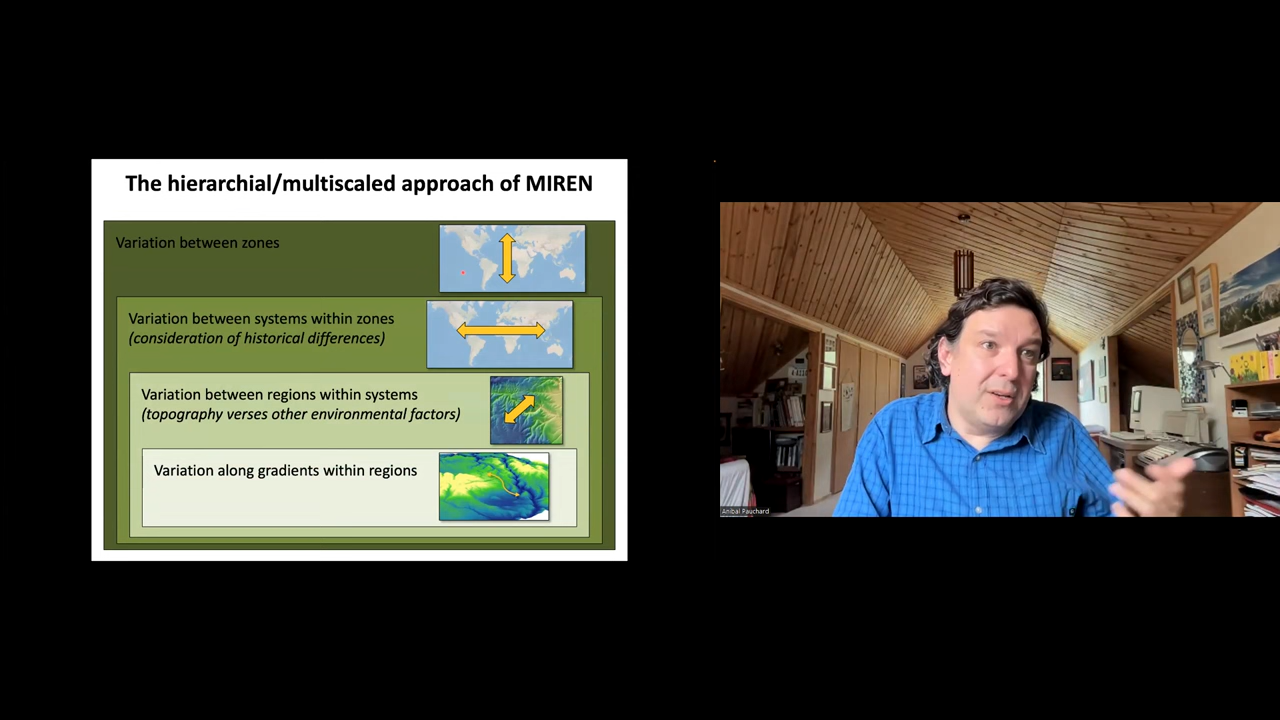 The hierarchial/multiscaled approach of MIREN
Variation between zones
Variation between systems within zones
(consideration of historical differences)
Variation between regions within systems
(topography verses other environmental factors)
Variation along gradients within regions
Anibal Pauchard